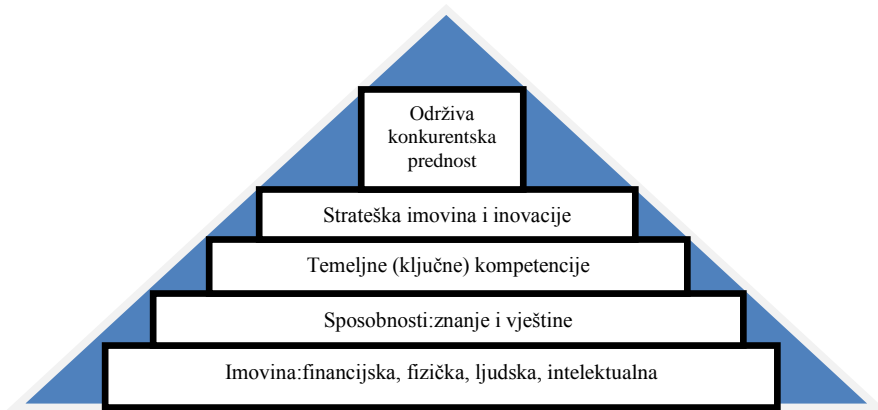 Održiva
konkurentska
prednost
Strateška imovina i inovacije
Temeljne (ključne) kompetencije
Sposobnosti:znanje i vještine
Imovina:financijska, fizička, ljudska, intelektualna